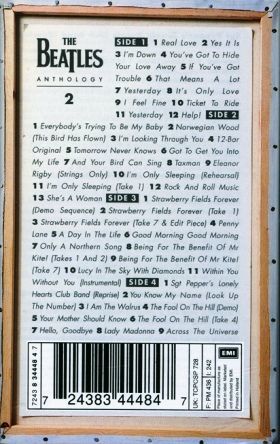 THE
BEATLES
ANTHOLOGY
2
SIDE 1 1 Real Love 2 Yes It Is
3 I'm Down 4 You've Got To Hide
Your Love Away 5 If You've Got
Trouble 6 That Means A Lot
7 Yesterday 8 It's Only Love
9 I Feel Fine 10 Ticket To Ride
11 Yesterday 12 Help! SIDE 2
1 Everybody's Trying To Be My Baby 2 Norwegian Wood
(This Bird Has Flown) 3 I'm Looking Through You 4 12-Bar
Original 5 Tomorrow Never Knows 6 Got To Get You Into
My Life 7 And Your Bird Can Sing 8 Taxman 9 Eleanor
Rigby (Strings Only) 10 I'm Only Sleeping (Rehearsal)
11 I'm Only Sleeping (Take 1) 12 Rock And Roll Music
13 She's A Woman SIDE 3 1 Strawberry Fields Forever
(Demo Sequence) 2 Strawberry Fields Forever (Take 1)
3 Strawberry Fields Forever (Take 7 & Edit Piece) 4 Penny
Lane 5 A Day In The Life 6 Good Morning Good Morning
7 Only A Northern Song 8 Being For The Benefit Of Mr
Kite! (Takes 1 And 2) 9 Being For The Benefit Of Mr Kite!
(Take 7) 10 Lucy In The Sky With Diamonds 11 Within You
Without You (Instrumental) SIDE 4 1 Sgt Pepper's Lonely
Hearts Club Band (Reprise) 2 You Know My Name (Look Up
The Number) 3 I Am The Walrus 4 The Fool On The Hill (Demo)
5 Your Mother Should Know 6 The Fool On The Hill (Take 4)
7 Hello, Goodbye 8 Lady Madonna 9 Across The Universe
7243 8 34448 4 7
7 24383 44484 7
UK: TCPCSP 728
F: PM 436 I: 242
EMI